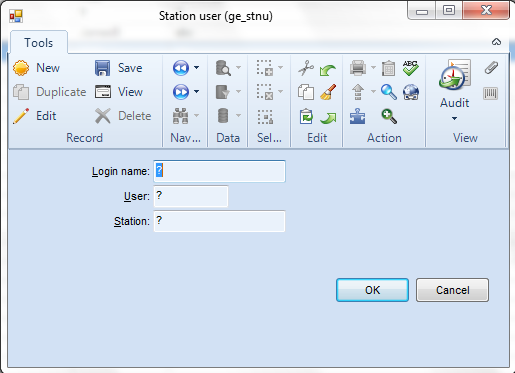 Station user (ge_stnu)
Tools
New Save
Duplicate View
Edit Delete
Record Nav... Data Sel... Edit Action View
ABC
Audit
Login name: ?
User: ?
Station: ?
OK Cancel